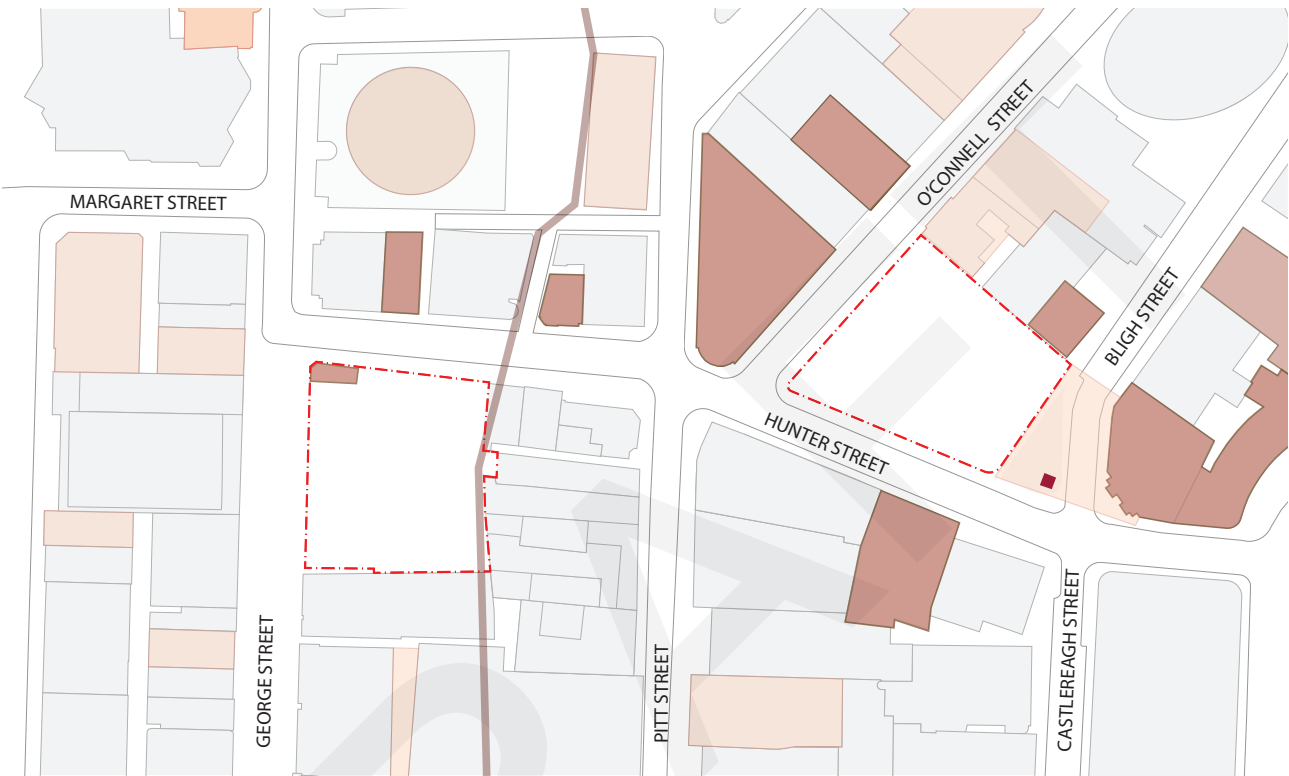 MARGARET STREET
O'CONNELL STREET
BLIGH STREET
HUNTER STREET
GEORGE STREET
PITT STREET
CASTLEREAGH STREET